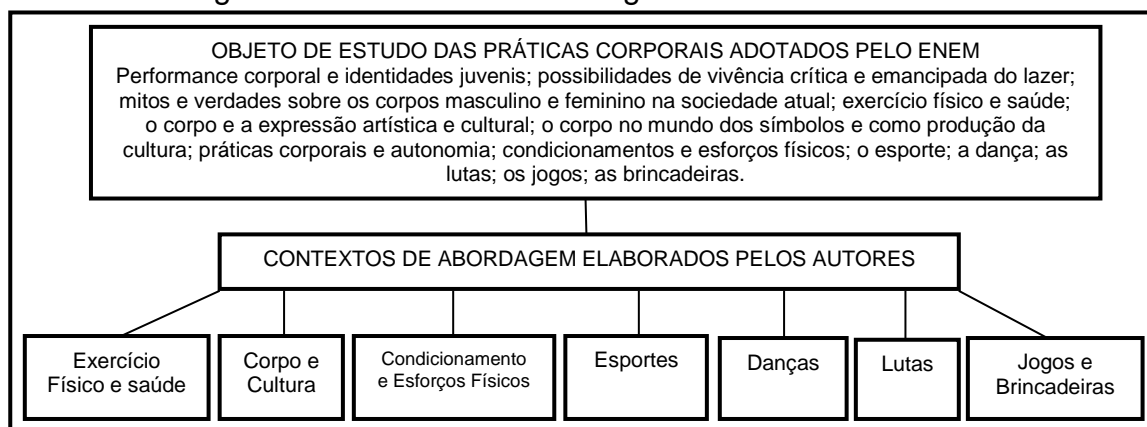 OBJETO DE ESTUDO DAS PRÁTICAS CORPORAIS ADOTADOS PELO ENEM
Performance corporal e identidades juvenis; possibilidades de vivência crítica e emancipada do lazer;
mitos e verdades sobre os corpos masculino e feminino na sociedade atual; exercício físico e saúde;
o corpo e a expressão artística e cultural; o corpo no mundo dos símbolos e como produção da
cultura; práticas corporais e autonomia; condicionamentos e esforços físicos; o esporte; a dança; as
lutas; os jogos; as brincadeiras.
CONTEXTOS DE ABORDAGEM ELABORADOS PELOS AUTORES
Exercício
Físico e saúde
Corpo e
Cultura
Condicionamento
e Esforços Físicos
Esportes
Danças
Lutas
Jogos e
Brincadeiras